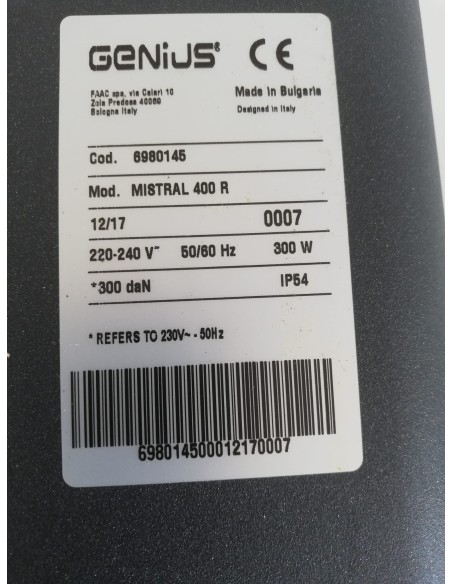 GENiUS® CE
FAAC spa, via Calari 10
Zola Predosa 40069
Bologna Italy
Made in Bulgaria
Designed in Italy
Cod. 6980145
Mod. MISTRAL 400 R
12/17 0007
220-240 V~ 50/60 Hz 300 W
*300 daN IP54
* REFERS TO 230V~ - 50Hz
698014500012170007